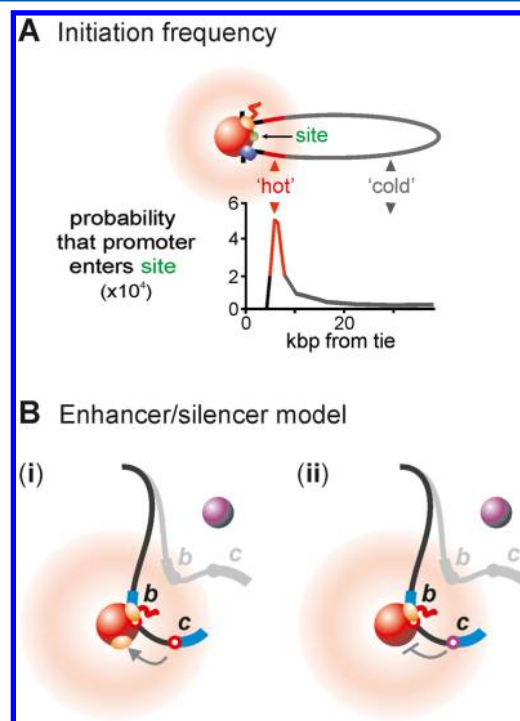 A Initiation frequency
site
'hot' 'cold'
probability
that promoter
enters site
(x10⁴)
6
4
2
0
0 20
kbp from tie
B Enhancer/silencer model
(i) (ii)
b c b c
b b
c c